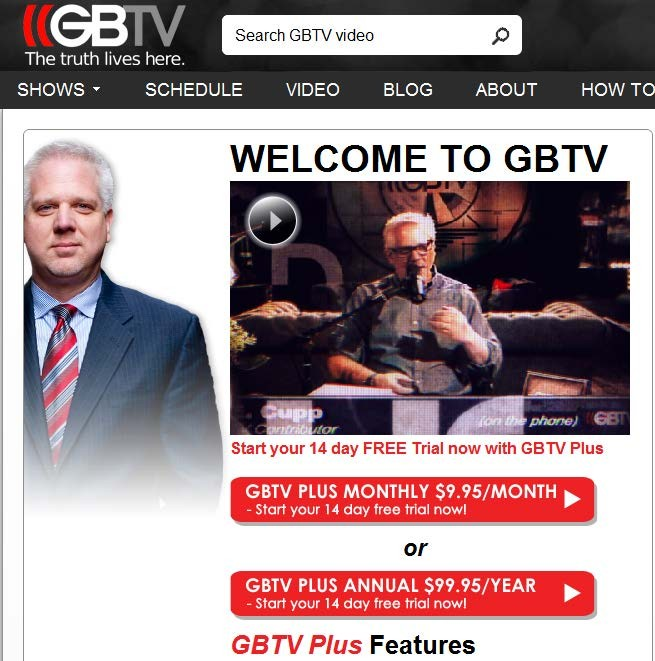 GBTV
The truth lives here.
Search GBTV video
SHOWS
SCHEDULE
VIDEO
BLOG
ABOUT
HOW TO
WELCOME TO GBTV
GBTV
Cupp
Contributor
(on the phone)
GBT
Start your 14 day FREE Trial now with GBTV Plus
GBTV PLUS MONTHLY $9.95/MONTH
- Start your 14 day free trial now!
or
GBTV PLUS ANNUAL $99.95/YEAR
- Start your 14 day free trial now!
GBTV Plus Features